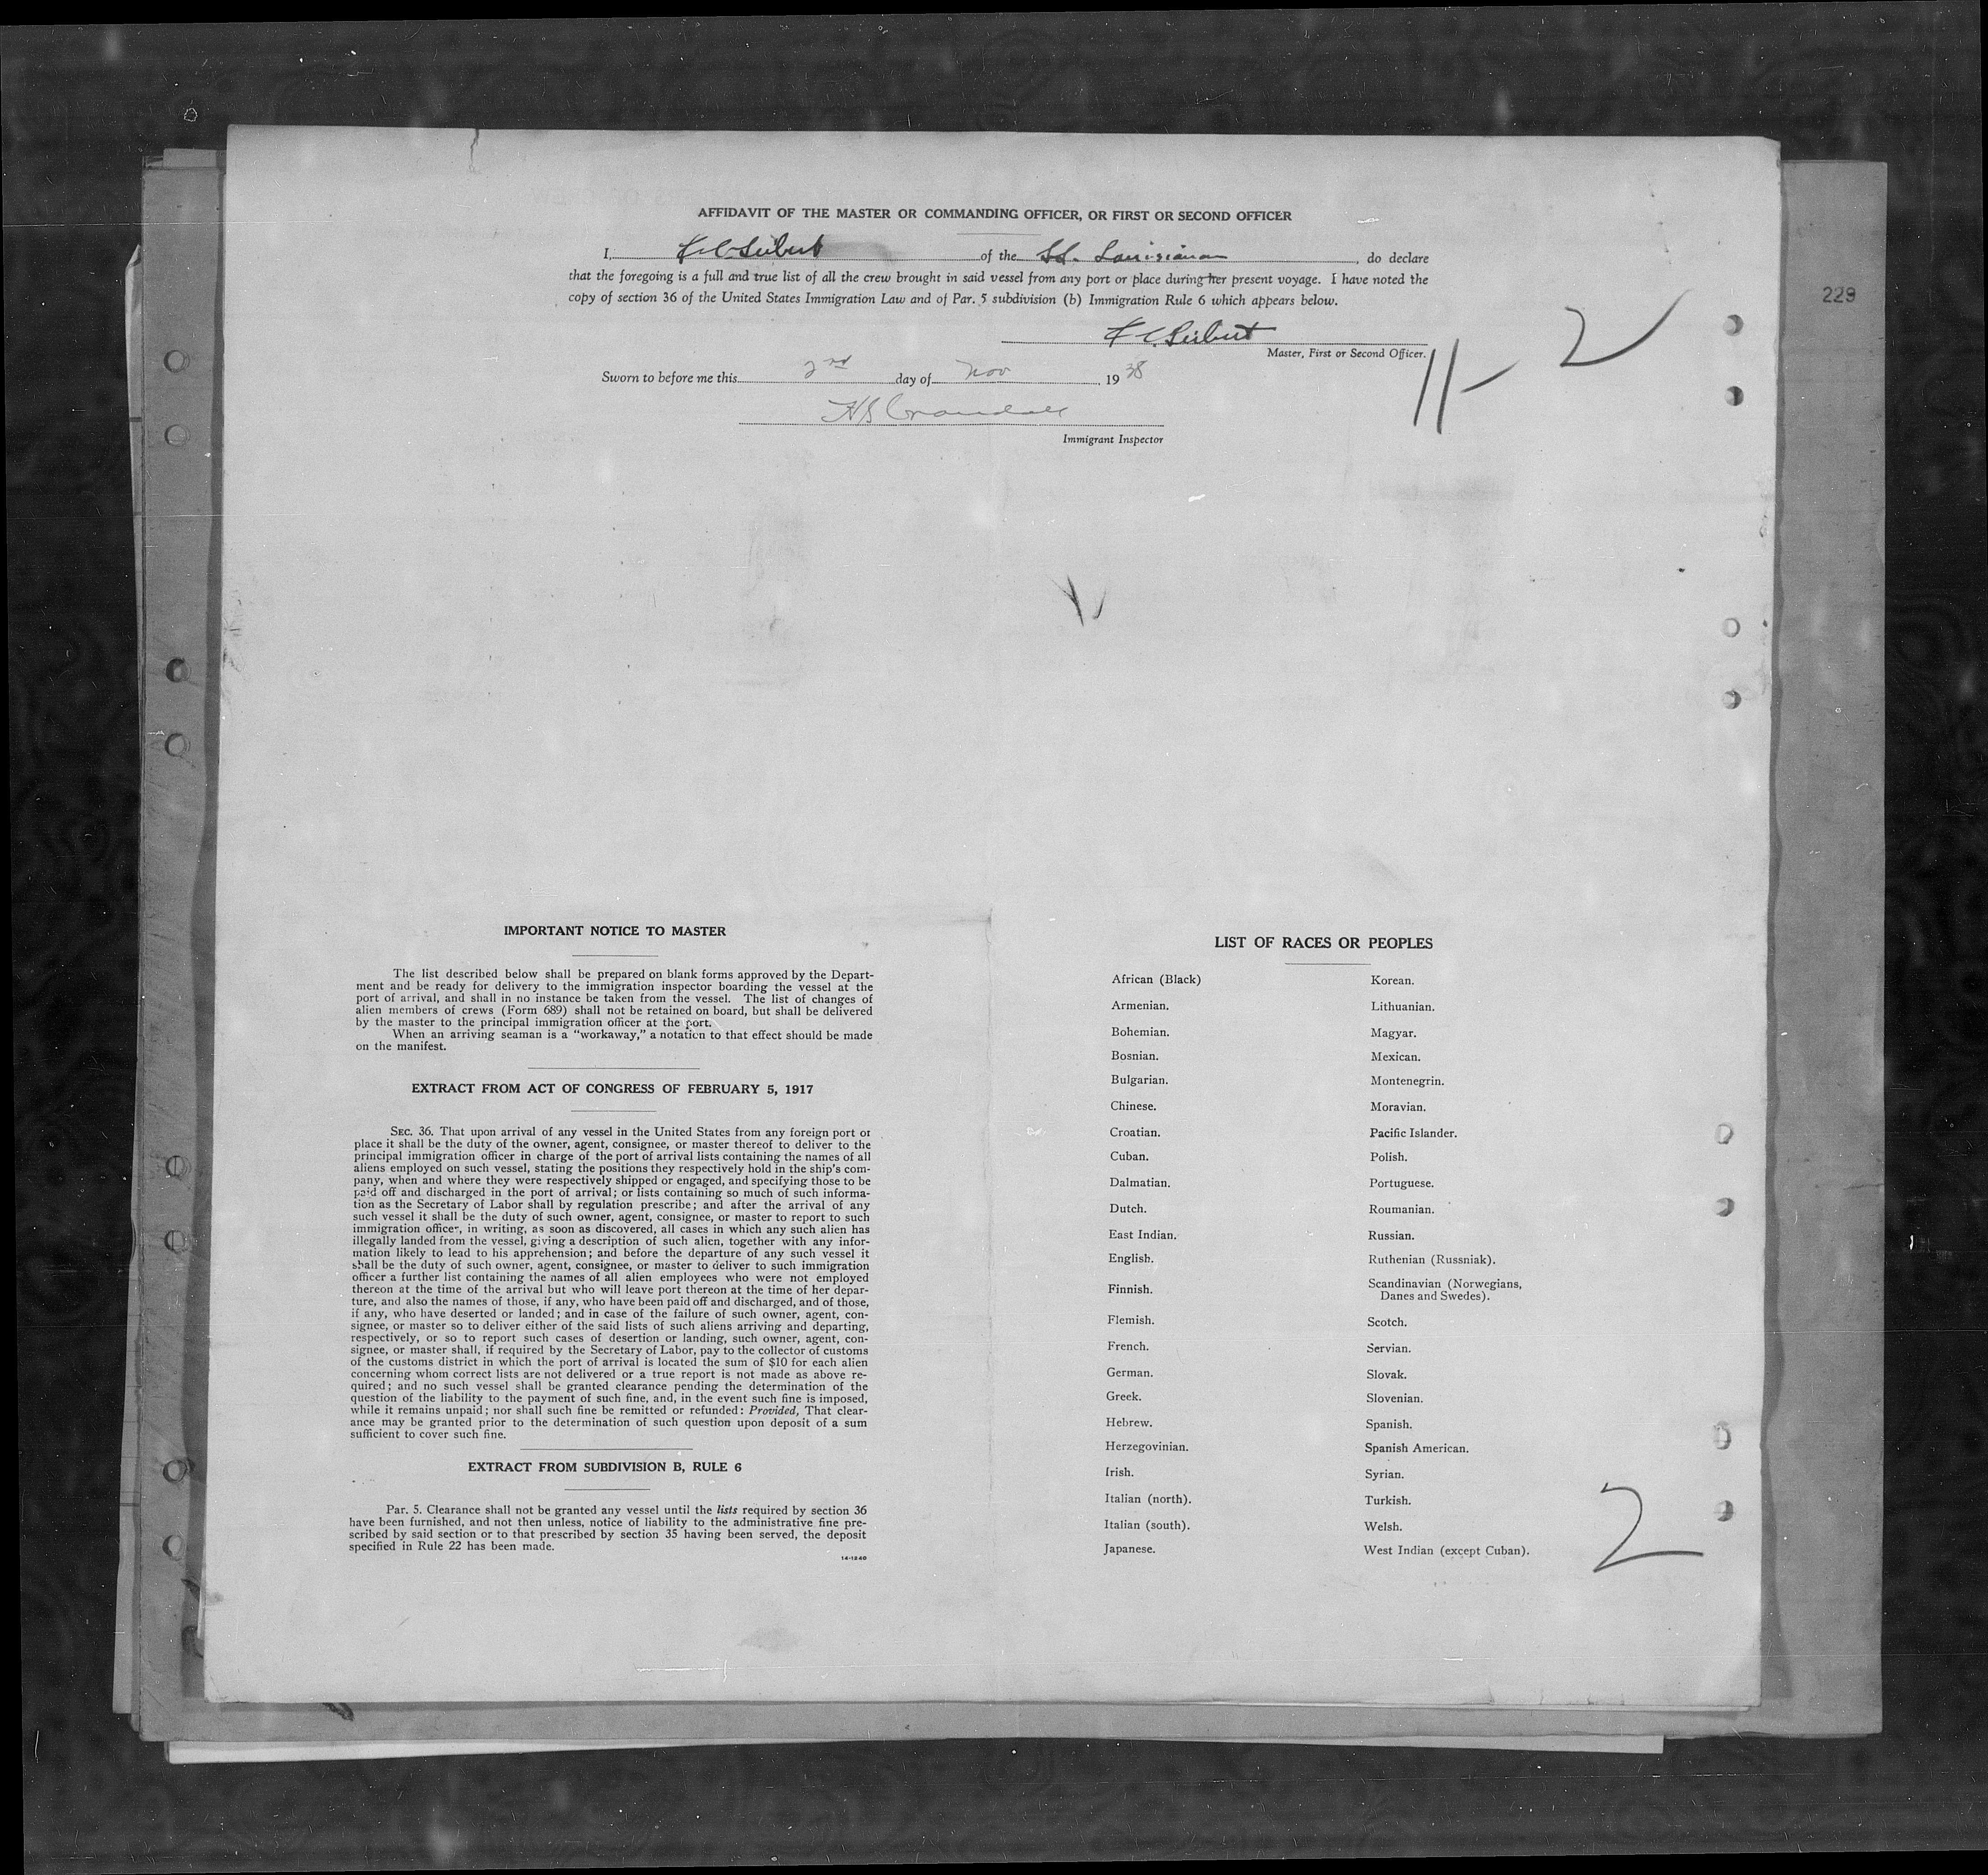 229
AFFIDAVIT OF THE MASTER OR COMMANDING OFFICER, OR FIRST OR SECOND OFFICER
I, of the SS. Louisianan, do declare
that the foregoing is a full and true list of all the crew brought in said vessel from any port or place during her present voyage. I have noted the
copy of section 36 of the United States Immigration Law and of Par. 5 subdivision (b) Immigration Rule 6 which appears below.
Master, First or Second Officer.
11-2
Sworn to before me this 2nd day of Nov, 1938
Immigrant Inspector
IMPORTANT NOTICE TO MASTER
The list described below shall be prepared on blank forms approved by the Depart-
ment and be ready for delivery to the immigration inspector boarding the vessel at the
port of arrival, and shall in no instance be taken from the vessel. The list of changes of
alien members of crews (Form 689) shall not be retained on board, but shall be delivered
by the master to the principal immigration officer at the port.
When an arriving seaman is a "workaway," a notation to that effect should be made
on the manifest.
EXTRACT FROM ACT OF CONGRESS OF FEBRUARY 5, 1917
SEC. 36. That upon arrival of any vessel in the United States from any foreign port or
place it shall be the duty of the owner, agent, consignee, or master thereof to deliver to the
principal immigration officer in charge of the port of arrival lists containing the names of all
aliens employed on such vessel, stating the positions they respectively hold in the ship's com-
pany, when and where they were respectively shipped or engaged, and specifying those to be
paid off and discharged in the port of arrival; or lists containing so much of such informa-
tion as the Secretary of Labor shall by regulation prescribe; and after the arrival of any
such vessel it shall be the duty of such owner, agent, consignee, or master to report to such
immigration officer, in writing, as soon as discovered, all cases in which any such alien has
illegally landed from the vessel, giving a description of such alien, together with any infor-
mation likely to lead to his apprehension; and before the departure of any such vessel it
shall be the duty of such owner, agent, consignee, or master to deliver to such immigration
officer a further list containing the names of all alien employees who were not employed
thereon at the time of the arrival but who will leave port thereon at the time of her depar-
ture, and also the names of those, if any, who have been paid off and discharged, and of those,
if any, who have deserted or landed; and in case of the failure of such owner, agent, con-
signee, or master so to deliver either of the said lists of such aliens arriving and departing,
respectively, or so to report such cases of desertion or landing, such owner, agent, con-
signee, or master shall, if required by the Secretary of Labor, pay to the collector of customs
of the customs district in which the port of arrival is located the sum of $10 for each alien
concerning whom correct lists are not delivered or a true report is not made as above re-
quired; and no such vessel shall be granted clearance pending the determination of the
question of the liability to the payment of such fine, and, in the event such fine is imposed,
while it remains unpaid; nor shall such fine be remitted or refunded: Provided, That clear-
ance may be granted prior to the determination of such question upon deposit of a sum
sufficient to cover such fine.
EXTRACT FROM SUBDIVISION B, RULE 6
Par. 5. Clearance shall not be granted any vessel until the lists required by section 36
have been furnished, and not then unless, notice of liability to the administrative fine pre-
scribed by said section or to that prescribed by section 35 having been served, the deposit
specified in Rule 22 has been made.
14-1240
LIST OF RACES OR PEOPLES
African (Black)
Armenian.
Bohemian.
Bosnian.
Bulgarian.
Chinese.
Croatian.
Cuban.
Dalmatian.
Dutch.
East Indian.
English.
Finnish.
Flemish.
French.
German.
Greek.
Hebrew.
Herzegovinian.
Irish.
Italian (north).
Italian (south).
Japanese.
Korean.
Lithuanian.
Magyar.
Mexican.
Montenegrin.
Moravian.
Pacific Islander.
Polish.
Portuguese.
Roumanian.
Russian.
Ruthenian (Russniak).
Scandinavian (Norwegians,
Danes and Swedes).
Scotch.
Servian.
Slovak.
Slovenian.
Spanish.
Spanish American.
Syrian.
Turkish.
Welsh.
West Indian (except Cuban).
2